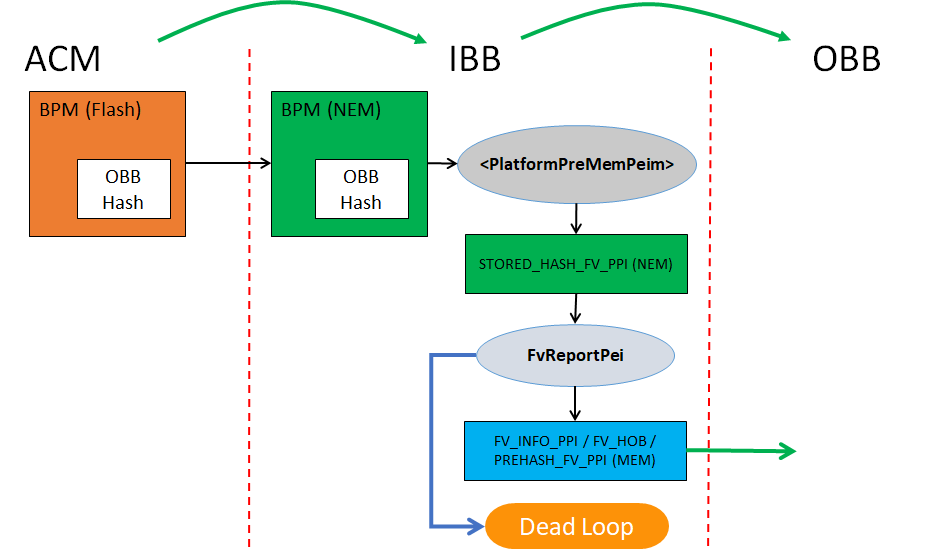 ACM
IBB
OBB
BPM (Flash)
OBB
Hash
BPM (NEM)
OBB
Hash
<PlatformPreMemPeim>
STORED_HASH_FV_PPI (NEM)
FvReportPei
FV_INFO_PPI / FV_HOB /
PREHASH_FV_PPI (MEM)
Dead Loop